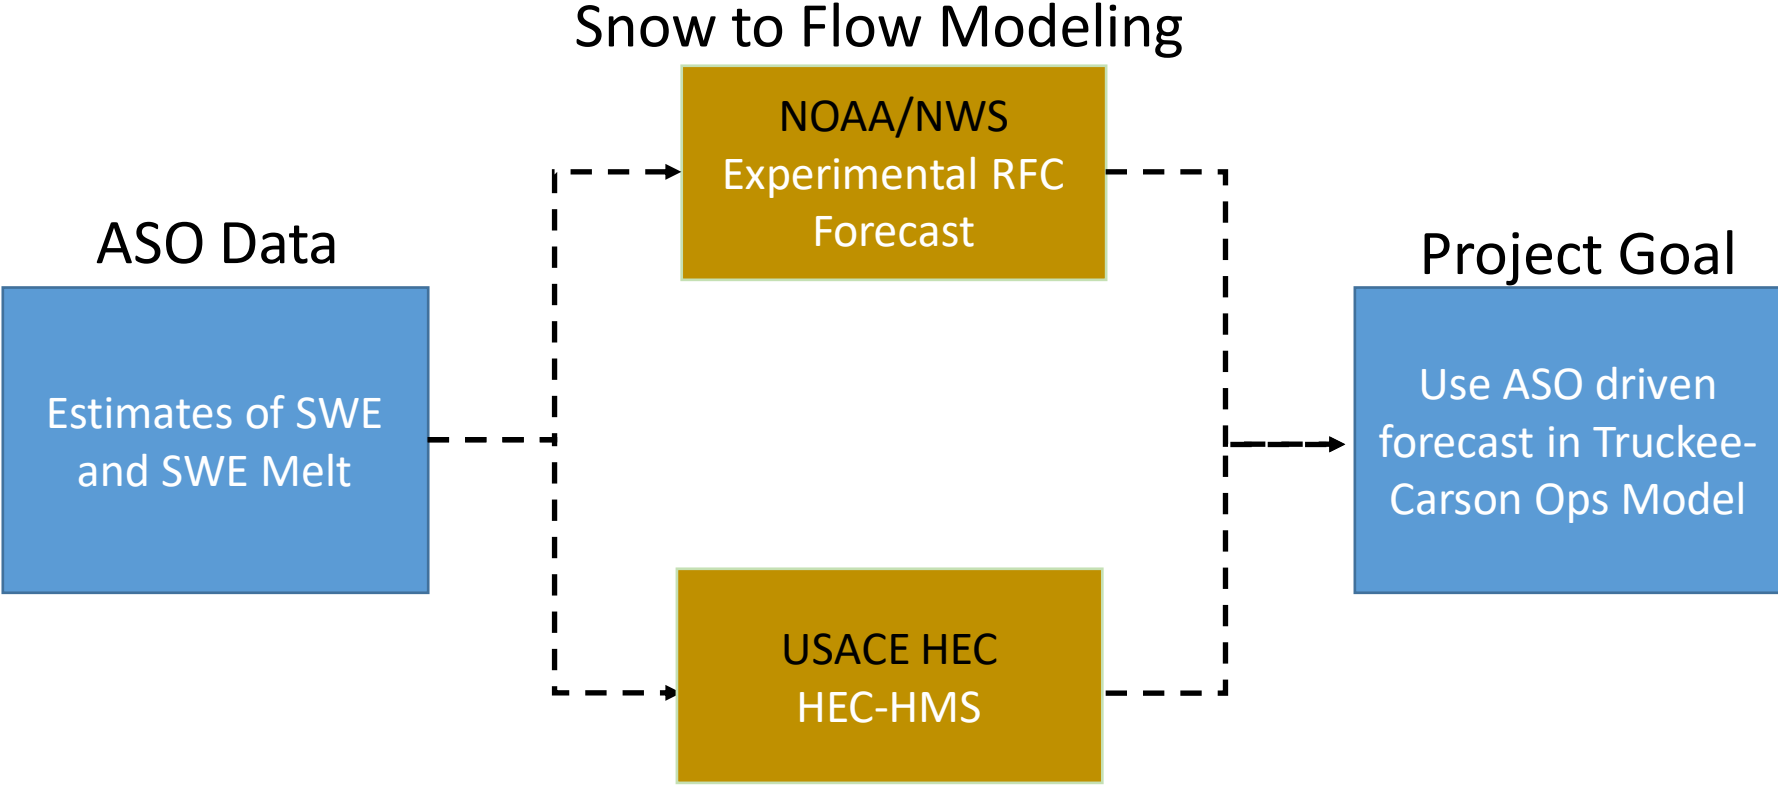 Snow to Flow Modeling
NOAA/NWS
Experimental RFC
Forecast
ASO Data
Estimates of SWE
and SWE Melt
USACE HEC
HEC-HMS
Project Goal
Use ASO driven
forecast in Truckee-
Carson Ops Model